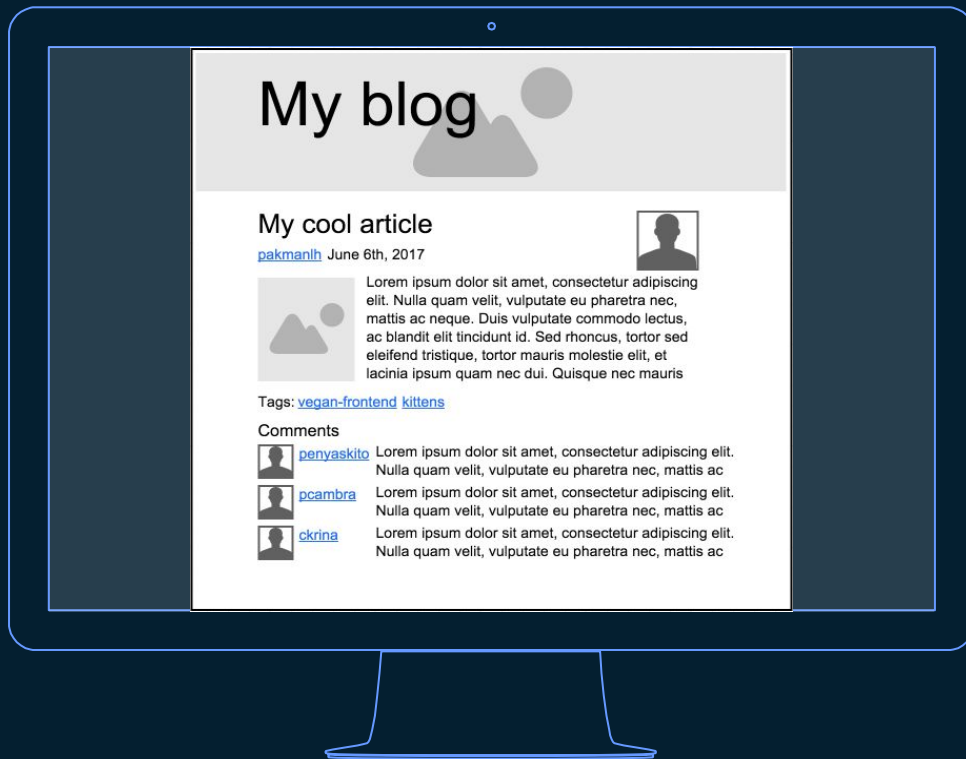 My blog
My cool article
pakmanlh June 6th, 2017
Lorem ipsum dolor sit amet, consectetur adipiscing
elit. Nulla quam velit, vulputate eu pharetra nec,
mattis ac neque. Duis vulputate commodo lectus,
ac blandit elit tincidunt id. Sed rhoncus, tortor sed
eleifend tristique, tortor mauris molestie elit, et
lacinia ipsum quam nec dui. Quisque nec mauris
Tags: vegan-frontend kittens
Comments
penyaskito Lorem ipsum dolor sit amet, consectetur adipiscing elit.
Nulla quam velit, vulputate eu pharetra nec, mattis ac
pcambra Lorem ipsum dolor sit amet, consectetur adipiscing elit.
Nulla quam velit, vulputate eu pharetra nec, mattis ac
ckrina Lorem ipsum dolor sit amet, consectetur adipiscing elit.
Nulla quam velit, vulputate eu pharetra nec, mattis ac